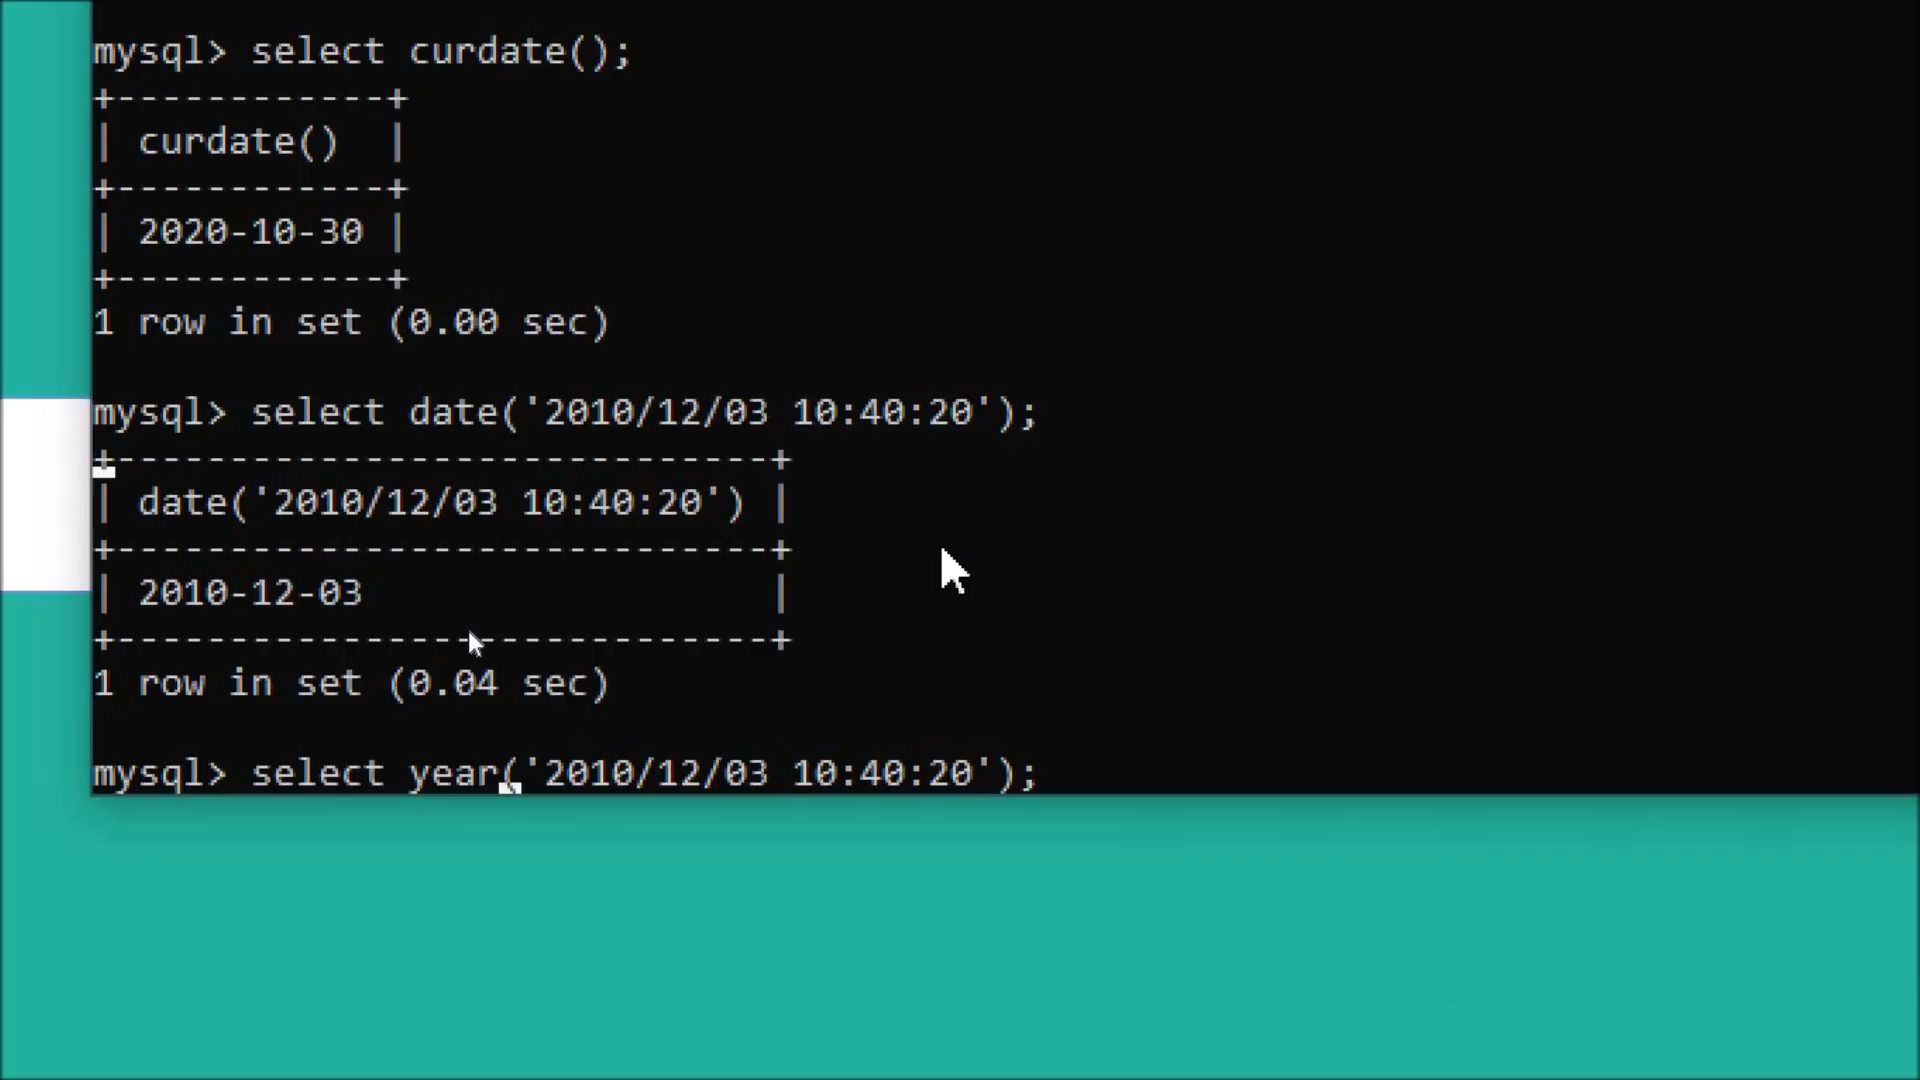 mysql> select curdate();
+------------+
| curdate()  |
+------------+
| 2020-10-30 |
+------------+
1 row in set (0.00 sec)
mysql> select date('2010/12/03 10:40:20');
+-----------------------------+
| date('2010/12/03 10:40:20') |
+-----------------------------+
| 2010-12-03                  |
+-----------------------------+
1 row in set (0.04 sec)
mysql> select year('2010/12/03 10:40:20');